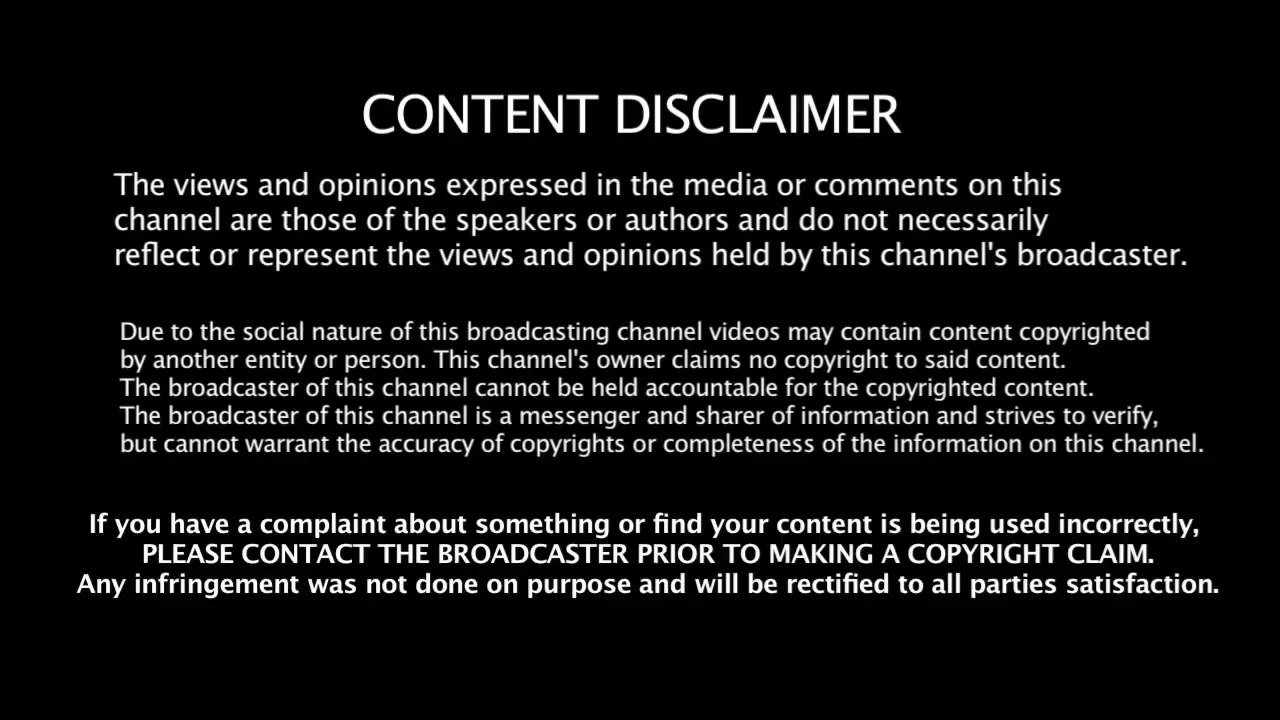 CONTENT DISCLAIMER
The views and opinions expressed in the media or comments on this
channel are those of the speakers or authors and do not necessarily
reflect or represent the views and opinions held by this channel's broadcaster.
Due to the social nature of this broadcasting channel videos may contain content copyrighted
by another entity or person. This channel's owner claims no copyright to said content.
The broadcaster of this channel cannot be held accountable for the copyrighted content.
The broadcaster of this channel is a messenger and sharer of information and strives to verify,
but cannot warrant the accuracy of copyrights or completeness of the information on this channel.
If you have a complaint about something or find your content is being used incorrectly,
PLEASE CONTACT THE BROADCASTER PRIOR TO MAKING A COPYRIGHT CLAIM.
Any infringement was not done on purpose and will be rectified to all parties satisfaction.